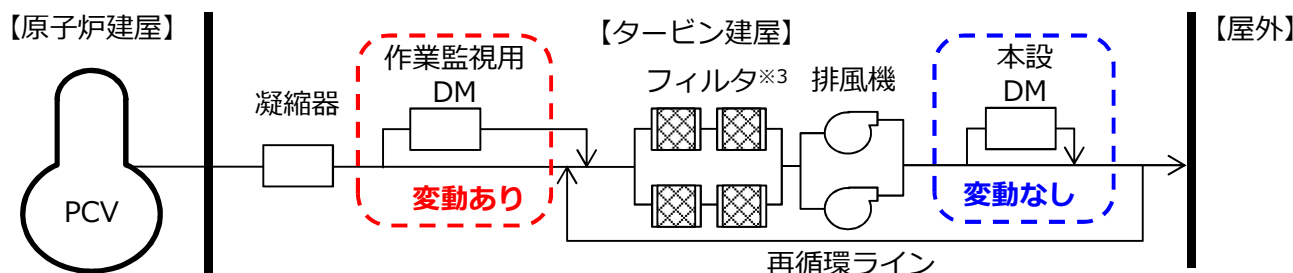 【原子炉建屋】
【タービン建屋】
【屋外】
作業監視用
DM
本設
DM
凝縮器
フィルタ※3
排風機
PCV
変動あり
変動なし
再循環ライン